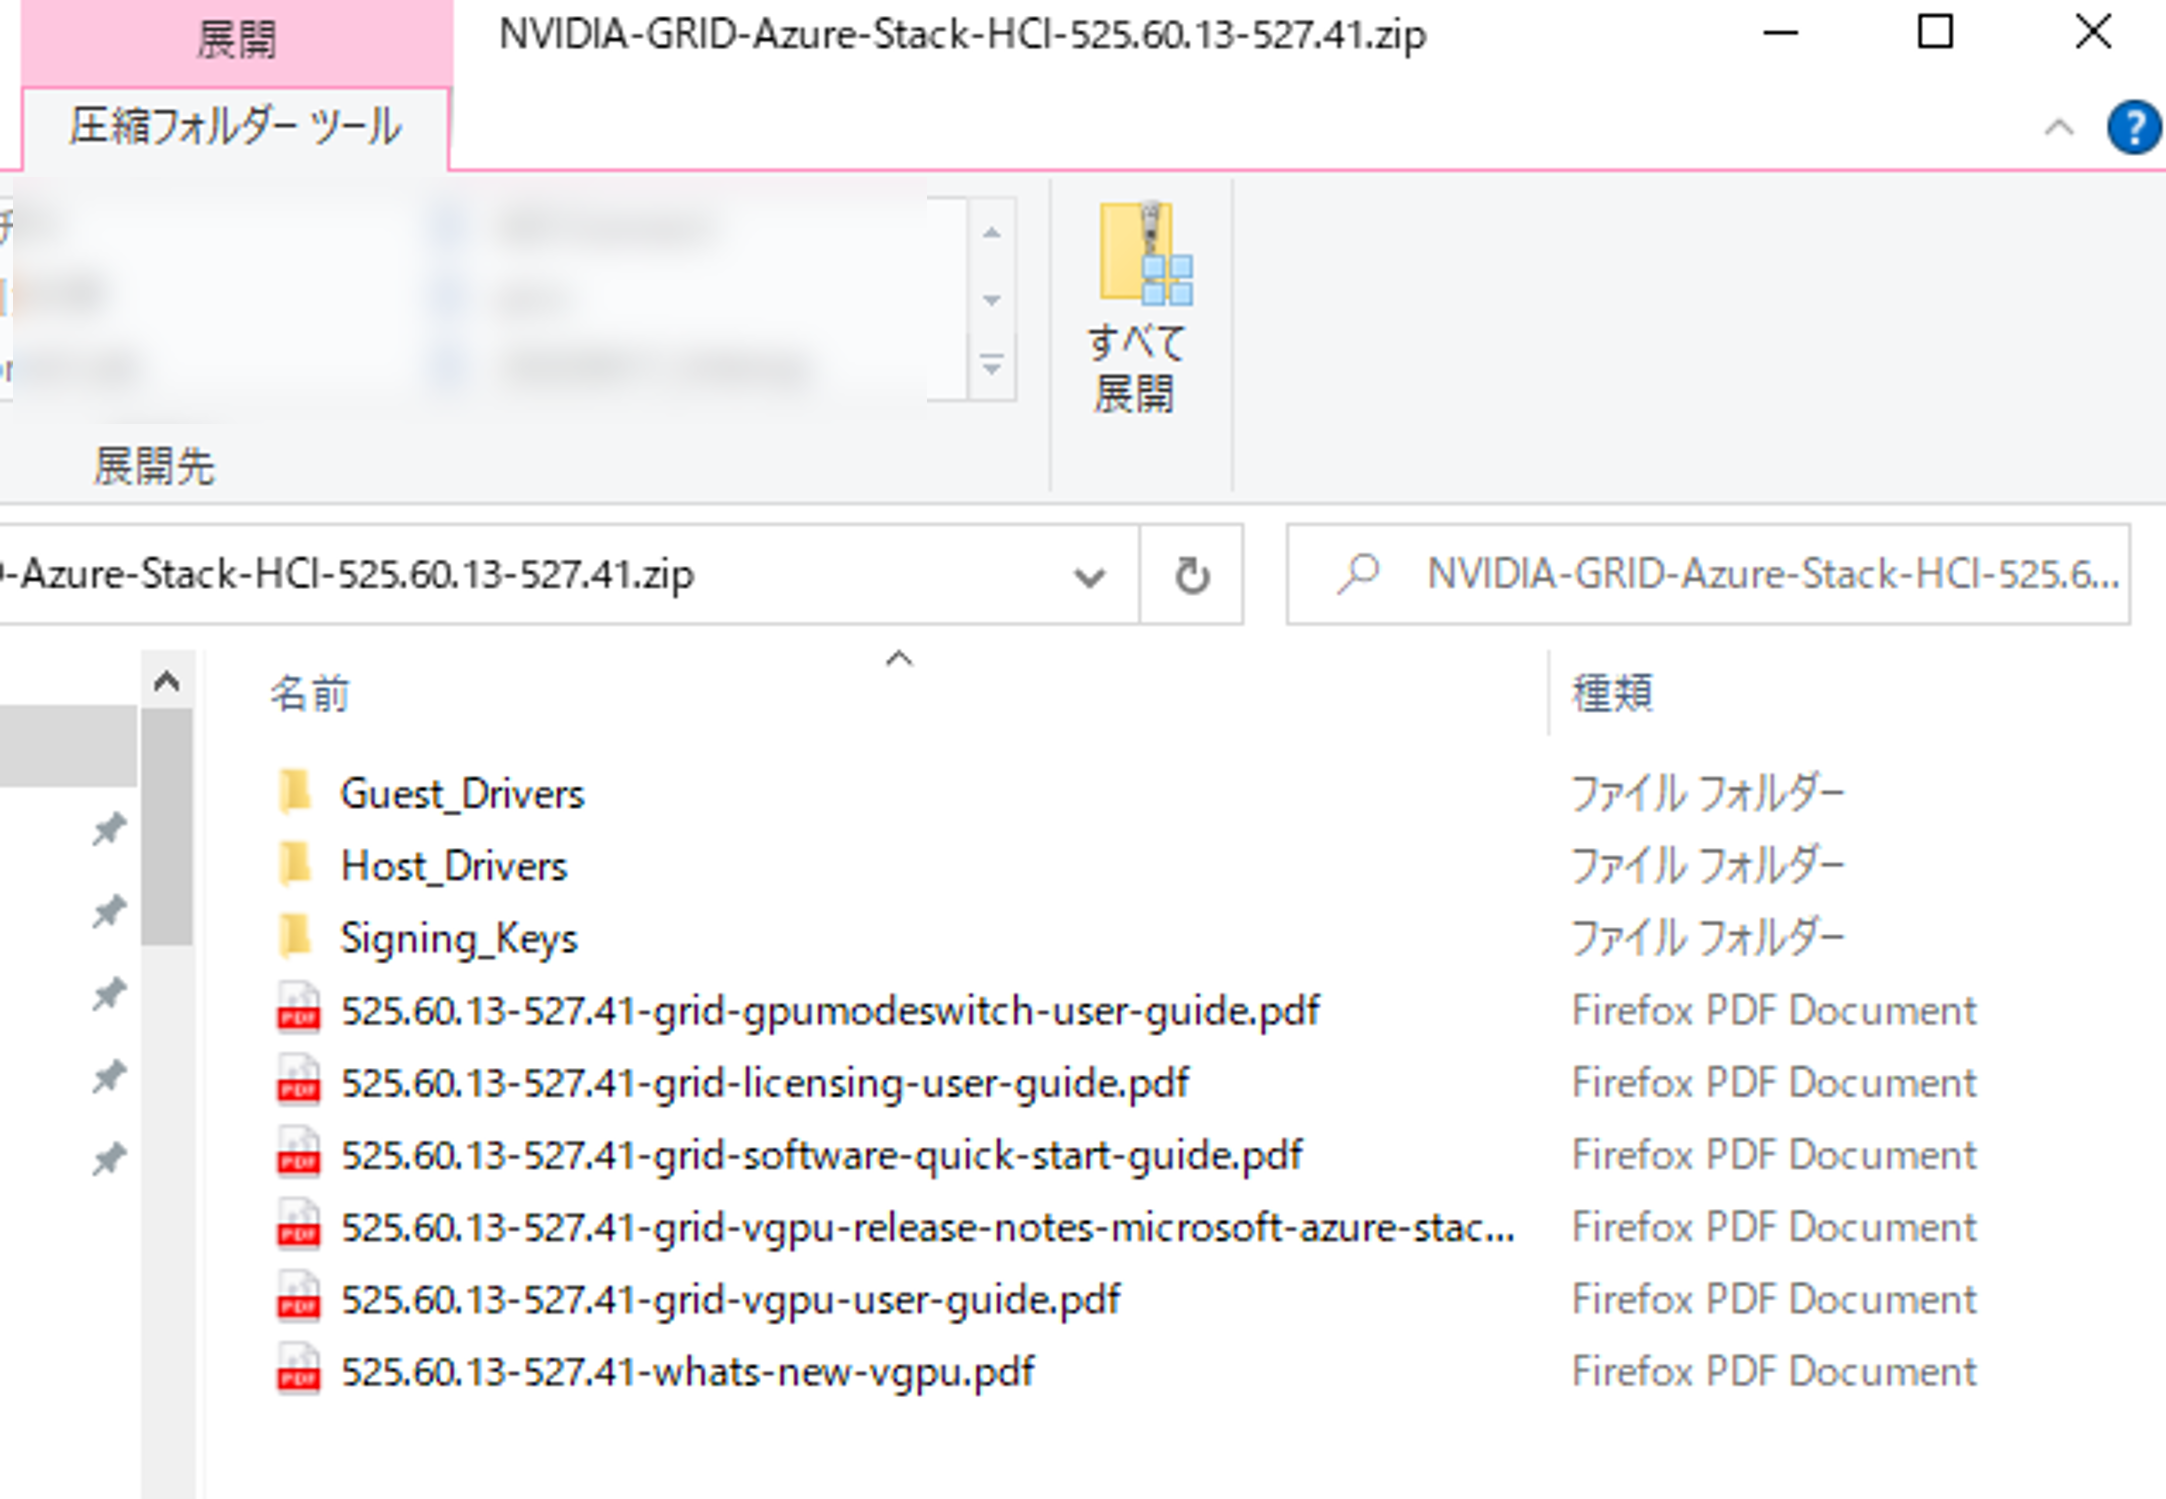 展開
NVIDIA-GRID-Azure-Stack-HCI-525.60.13-527.41.zip
圧縮フォルダー ツール
すべて
展開
展開先
-Azure-Stack-HCI-525.60.13-527.41.zip
NVIDIA-GRID-Azure-Stack-HCI-525.6...
名前
種類
Guest_Drivers
ファイル フォルダー
Host_Drivers
ファイル フォルダー
Signing_Keys
ファイル フォルダー
525.60.13-527.41-grid-gpumodeswitch-user-guide.pdf
Firefox PDF Document
525.60.13-527.41-grid-licensing-user-guide.pdf
Firefox PDF Document
525.60.13-527.41-grid-software-quick-start-guide.pdf
Firefox PDF Document
525.60.13-527.41-grid-vgpu-release-notes-microsoft-azure-stac...
Firefox PDF Document
525.60.13-527.41-grid-vgpu-user-guide.pdf
Firefox PDF Document
525.60.13-527.41-whats-new-vgpu.pdf
Firefox PDF Document